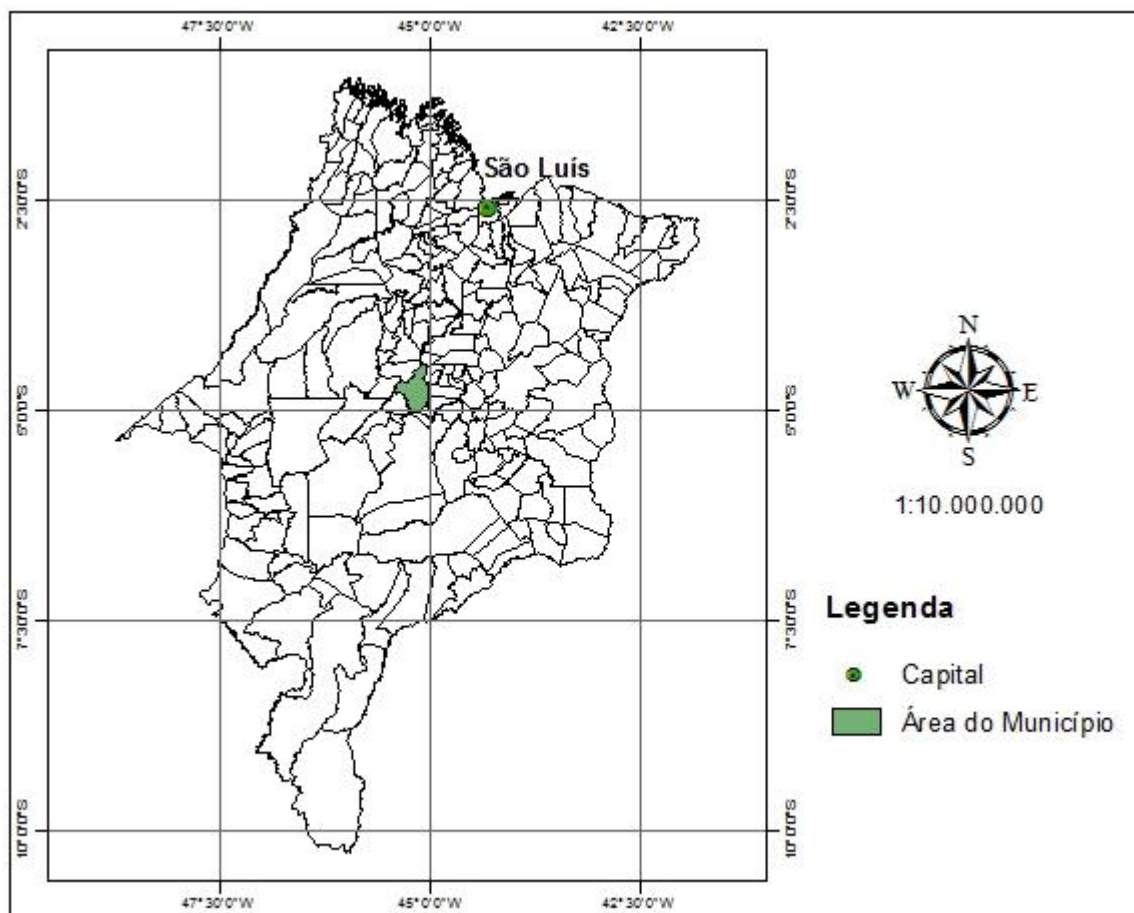 47°30'0"W 45°0'0"W 42°30'0"W
São Luís
2°30'0"S 2°30'0"S
5°0'0"S 5°0'0"S
7°30'0"S 7°30'0"S
10°0'0"S 10°0'0"S
47°30'0"W 45°0'0"W 42°30'0"W
N
W E
S
1:10.000.000
Legenda
Capital
Área do Município